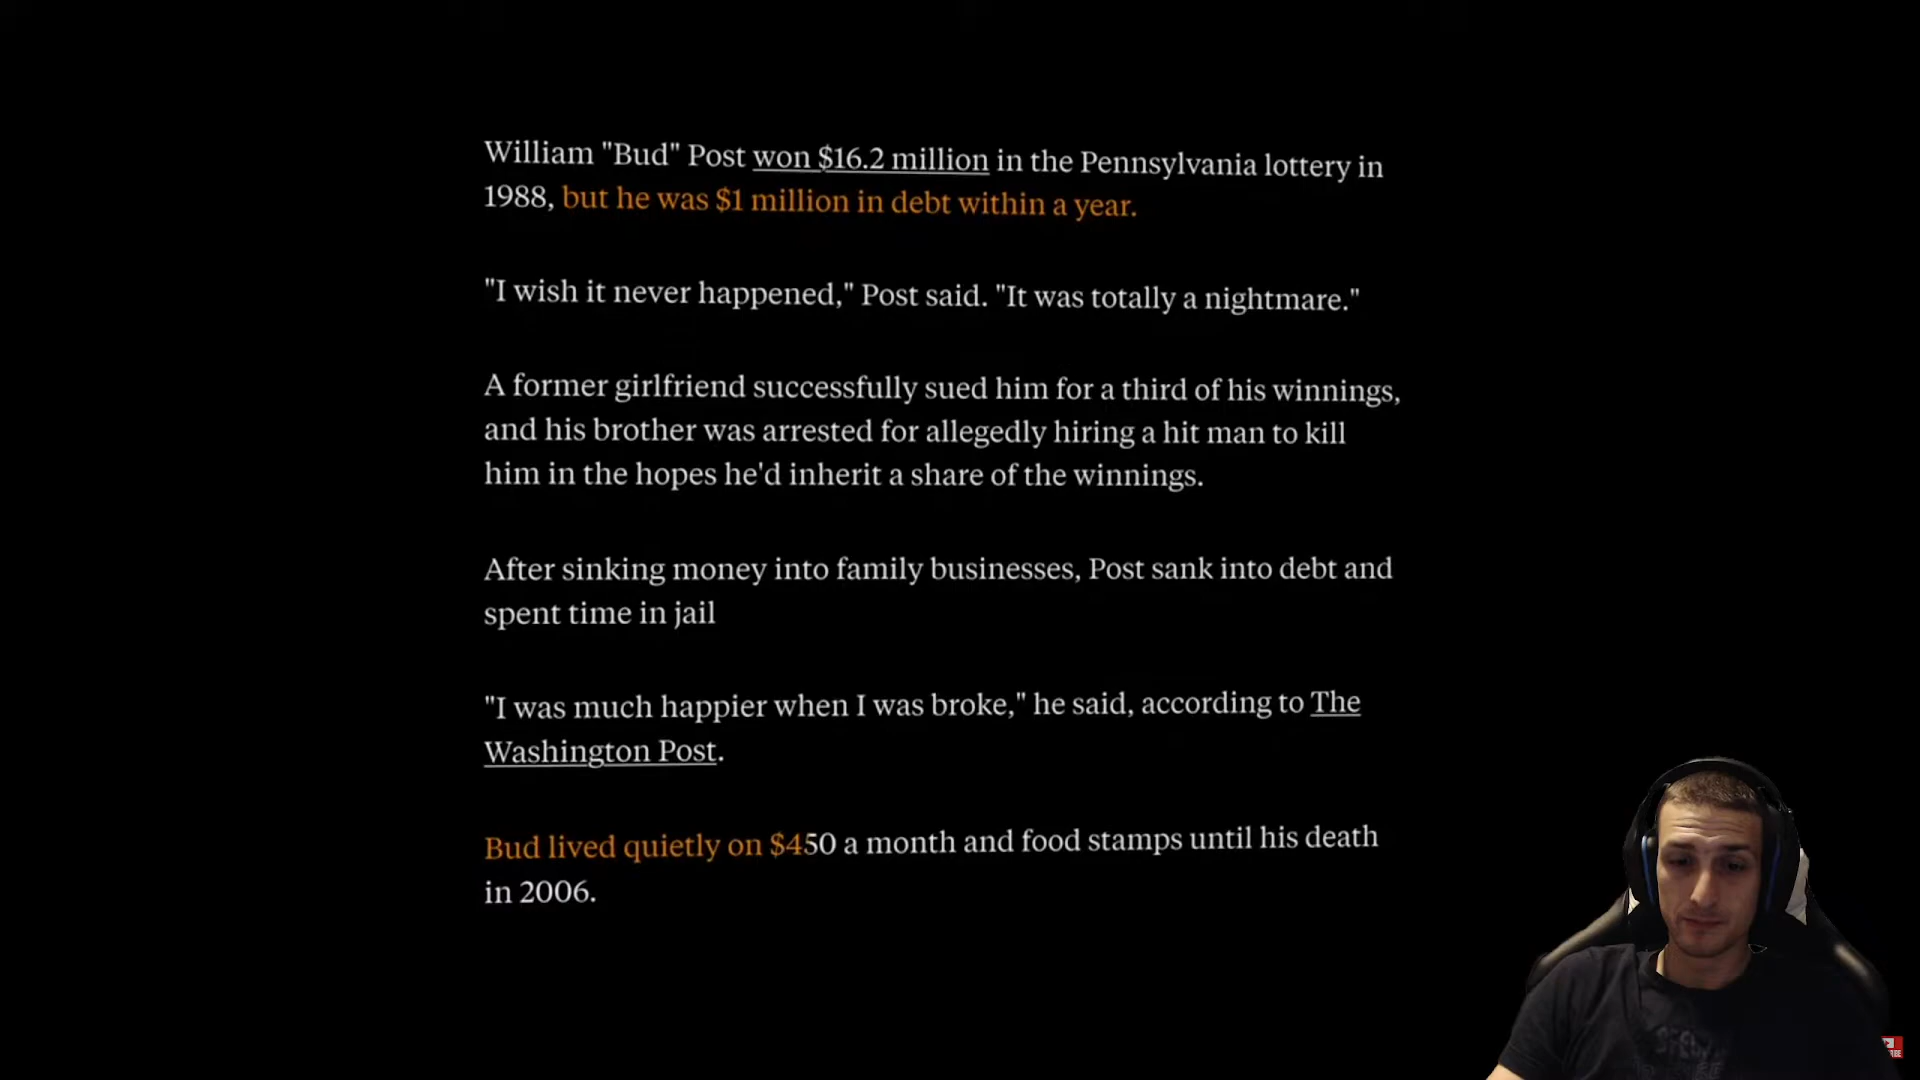 William "Bud" Post won $16.2 million in the Pennsylvania lottery in
1988, but he was $1 million in debt within a year.
"I wish it never happened," Post said. "It was totally a nightmare."
A former girlfriend successfully sued him for a third of his winnings,
and his brother was arrested for allegedly hiring a hit man to kill
him in the hopes he'd inherit a share of the winnings.
After sinking money into family businesses, Post sank into debt and
spent time in jail
"I was much happier when I was broke," he said, according to The
Washington Post.
Bud lived quietly on $450 a month and food stamps until his death
in 2006.